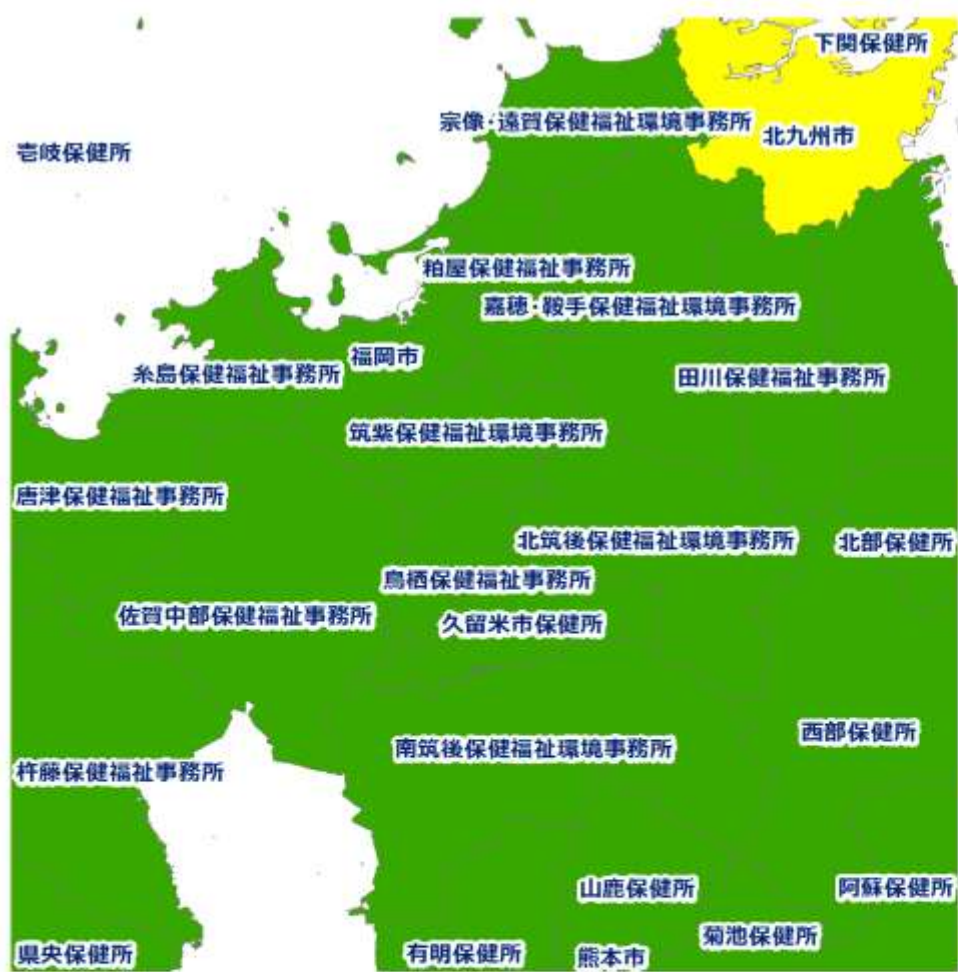 下関保健所
宗像・遠賀保健福祉環境事務所
北九州市
壱岐保健所
粕屋保健福祉事務所
嘉穂・鞍手保健福祉環境事務所
福岡市
糸島保健福祉事務所
田川保健福祉事務所
筑紫保健福祉環境事務所
唐津保健福祉事務所
北筑後保健福祉環境事務所
北部保健所
鳥栖保健福祉事務所
佐賀中部保健福祉事務所
久留米市保健所
西部保健所
南筑後保健福祉環境事務所
杵藤保健福祉事務所
山鹿保健所
阿蘇保健所
菊池保健所
県央保健所
有明保健所
熊本市